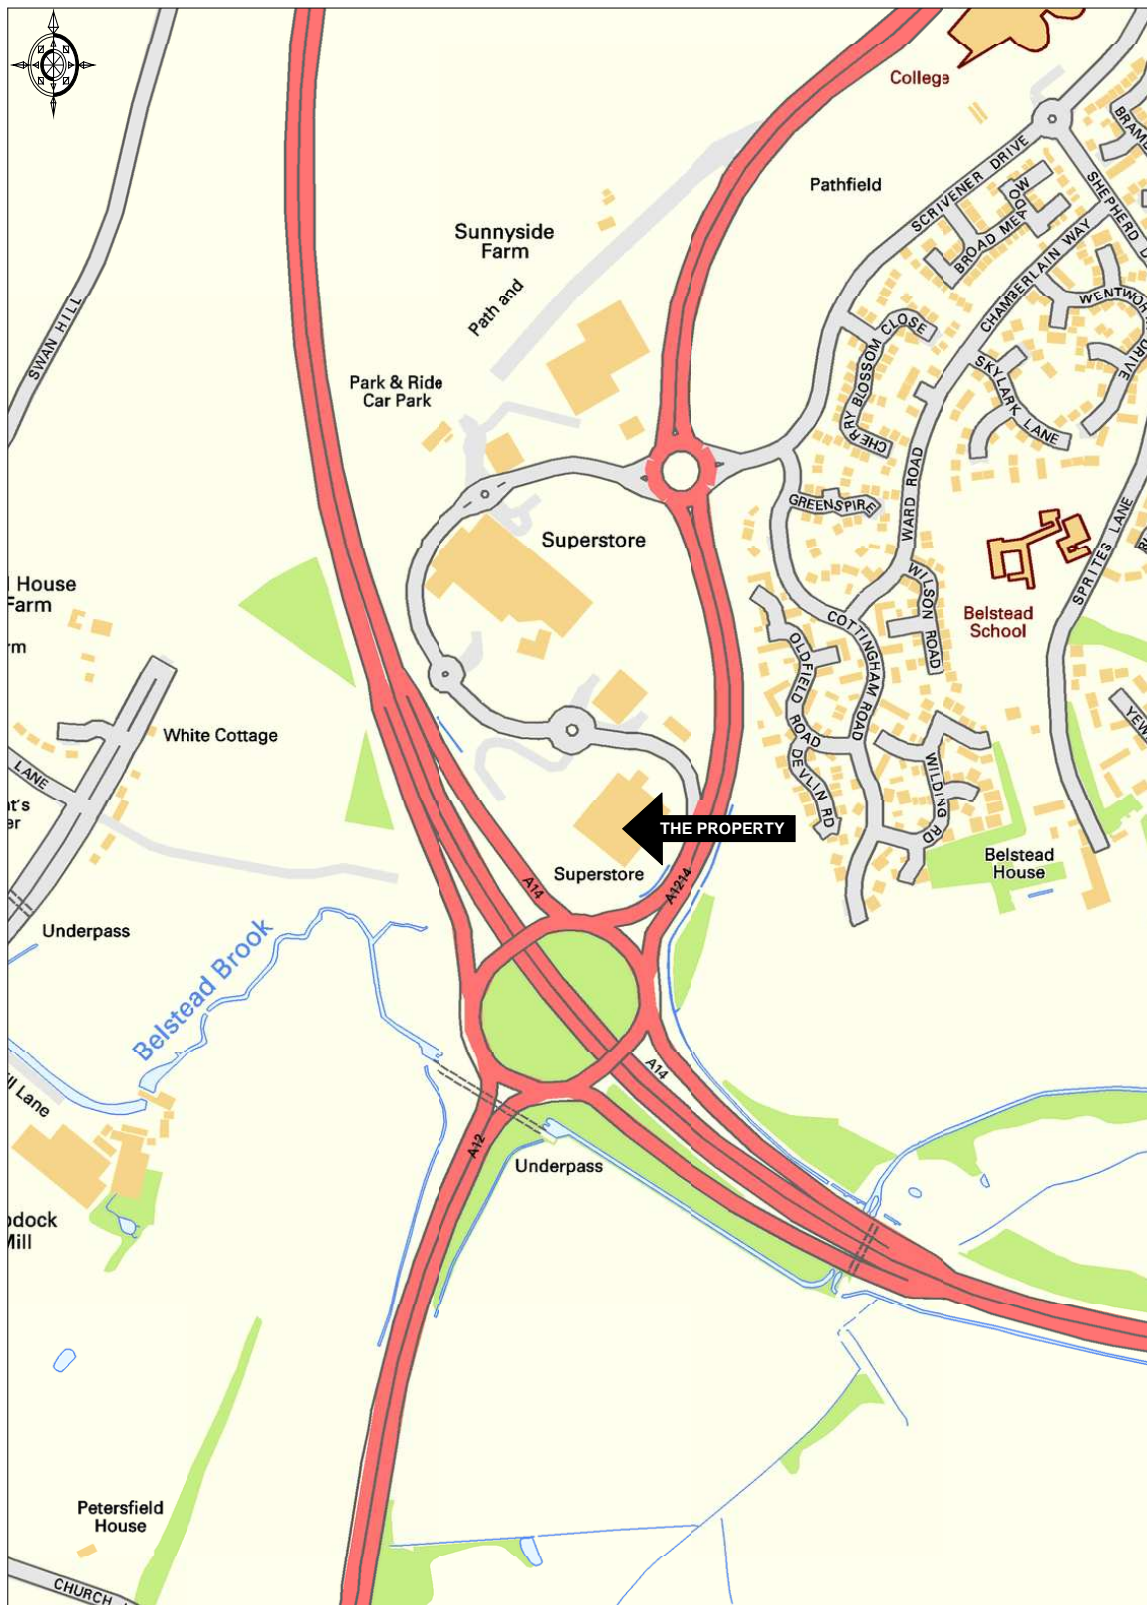 College
Pathfield
SCRIVENER DRIVE
SHEPHERD
BROAD MEADOW
CHAMBERLAIN WAY
Sunnyside
Farm
Path and
SWAN HILL
CHERRY BLOSSOM CLOSE
DRIVE
SKYLARK LANE
Park & Ride
Car Park
WARD ROAD
GREENSPIRE
SPRITES LANE
Superstore
House
Farm
WILSON ROAD
Belstead
School
COTTINGHAM ROAD
OLDFIELD ROAD
White Cottage
LANE
DEVLIN RD
WILDING RD
THE PROPERTY
Belstead
House
Superstore
A14
A1214
Underpass
Belstead Brook
A14
Lane
A12
Underpass
Mill
Petersfield
House
CHURCH